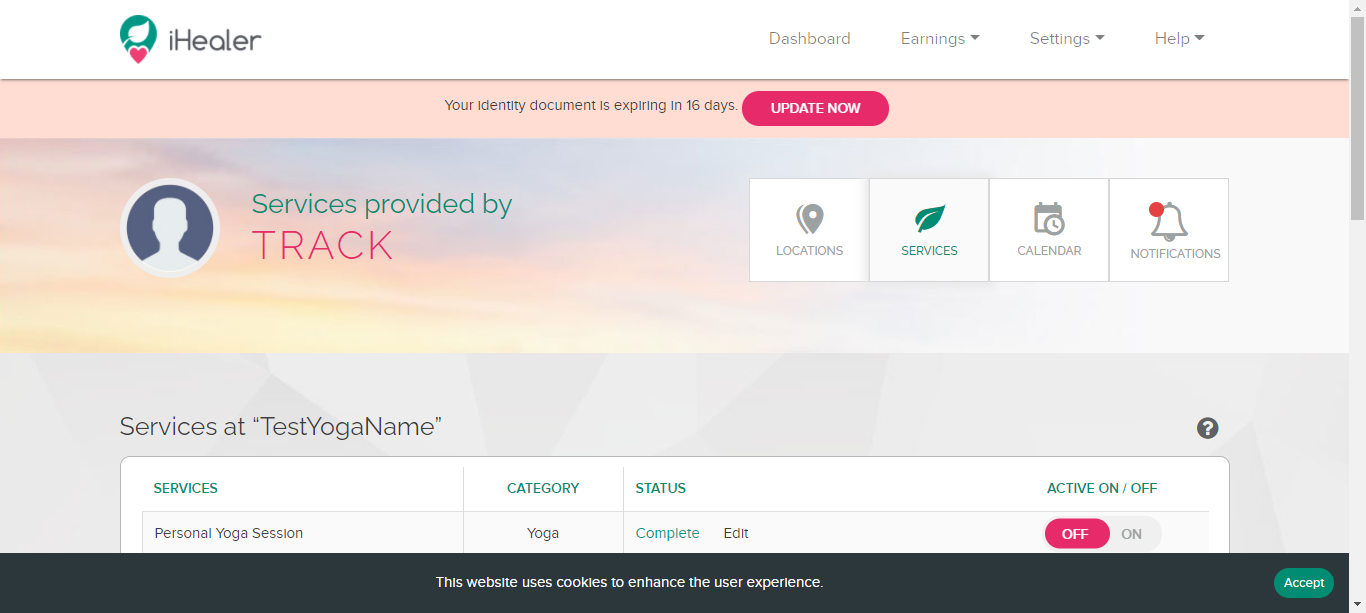 iHealer
Dashboard Earnings Settings Help
Your identity document is expiring in 16 days. UPDATE NOW
Services provided by
TRACK
LOCATIONS SERVICES CALENDAR NOTIFICATIONS
Services at “TestYogaName” ?
SERVICES CATEGORY STATUS ACTIVE ON / OFF
Personal Yoga Session Yoga Complete Edit OFF ON
This website uses cookies to enhance the user experience. Accept